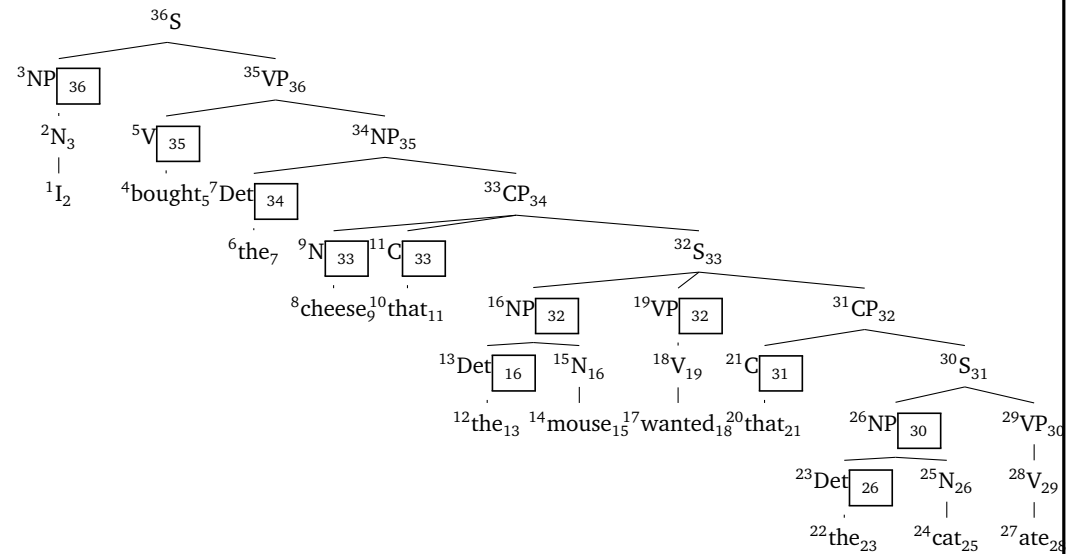 ³⁶S
³NP 36 ³⁵VP₃₆
²N₃ ⁵V 35 ³⁴NP₃₅
¹I₂ ⁴bought₅ ⁷Det 34 ³³CP₃₄
⁶the₇ ⁹N 33 ¹¹C 33 ³²S₃₃
⁸cheese₉ ¹⁰that₁₁ ¹⁶NP 32 ¹⁹VP 32 ³¹CP₃₂
¹³Det 16 ¹⁵N₁₆ ¹⁸V₁₉ ²¹C 31 ³⁰S₃₁
¹²the₁₃ ¹⁴mouse₁₅ ¹⁷wanted₁₈ ²⁰that₂₁ ²⁶NP 30 ²⁹VP₃₀
²³Det 26 ²⁵N₂₆ ²⁸V₂₉
²²the₂₃ ²⁴cat₂₅ ²⁷ate₂₈